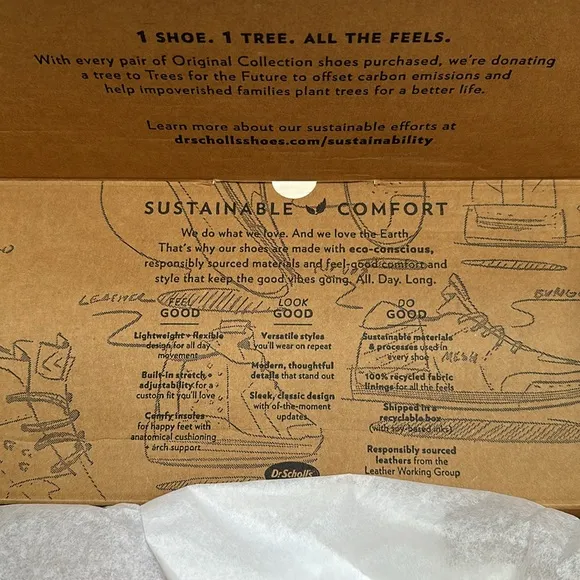 1 SHOE. 1 TREE. ALL THE FEELS.
With every pair of Original Collection shoes purchased, we're donating
a tree to Trees for the Future to offset carbon emissions and
help impoverished families plant trees for a better life.
Learn more about our sustainable efforts at
drschollsshoes.com/sustainability
SUSTAINABLE COMFORT
We do what we love. And we love the Earth.
That's why our shoes are made with eco-conscious,
responsibly sourced materials and feel-good comfort and
style that keep the good vibes going. All. Day. Long.
LEATHER
FEEL
GOOD
Lightweight + flexible
design for all day
movement
Built-in stretch +
adjustability for a
custom fit you'll love
Comfy insoles
for happy feet with
anatomical cushioning
+ arch support
LOOK
GOOD
Versatile styles
you'll wear on repeat
Modern, thoughtful
details that stand out
Sleek, classic design
with of-the-moment
updates
DO
GOOD
Sustainable materials
& processes used in
every shoe
100% recycled fabric
linings for all the feels
Shipped in a
recyclable box
(with soy-based inks)
Responsibly sourced
leathers from the
Leather Working Group
MESH
BUNGE
Dr.Scholl's